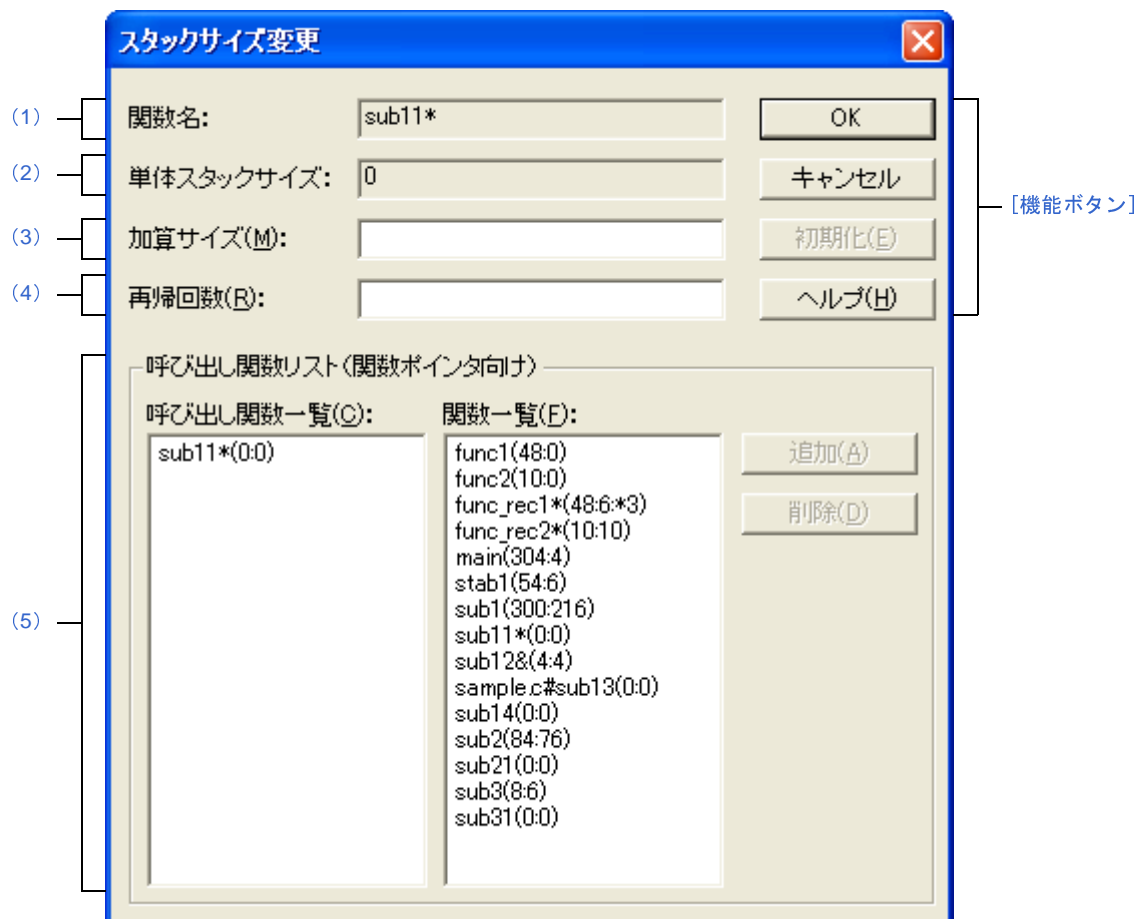 スタックサイズ変更
(1)
関数名:
sub11*
OK
(2)
単体スタックサイズ:
0
キャンセル
[機能ボタン]
(3)
加算サイズ(M):
初期化(E)
(4)
再帰回数(R):
ヘルプ(H)
(5)
呼び出し関数リスト(関数ポインタ向け)
呼び出し関数一覧(C):
sub11*(0:0)
関数一覧(F):
func1(48:0)
func2(10:0)
func_rec1*(48:6:*3)
func_rec2*(10:10)
main(304:4)
stab1(54:6)
sub1(300:216)
sub11*(0:0)
sub12&(4:4)
sample.c#sub13(0:0)
sub14(0:0)
sub2(84:76)
sub21(0:0)
sub3(8:6)
sub31(0:0)
追加(A)
削除(D)